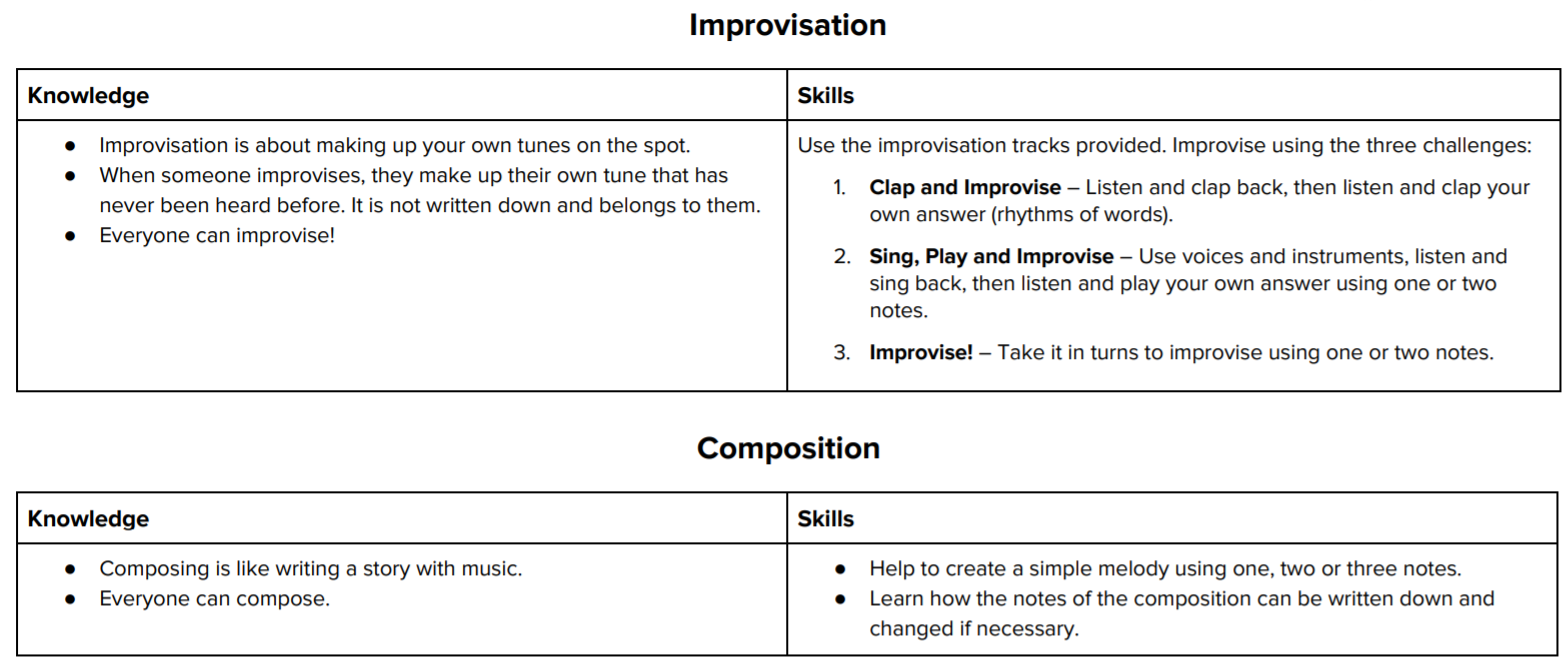 Improvisation
Knowledge
Skills
● Improvisation is about making up your own tunes on the spot.
● When someone improvises, they make up their own tune that has
never been heard before. It is not written down and belongs to them.
● Everyone can improvise!
Use the improvisation tracks provided. Improvise using the three challenges:
1. Clap and Improvise – Listen and clap back, then listen and clap your
own answer (rhythms of words).
2. Sing, Play and Improvise – Use voices and instruments, listen and
sing back, then listen and play your own answer using one or two
notes.
3. Improvise! – Take it in turns to improvise using one or two notes.
Composition
Knowledge
Skills
● Composing is like writing a story with music.
● Everyone can compose.
● Help to create a simple melody using one, two or three notes.
● Learn how the notes of the composition can be written down and
changed if necessary.